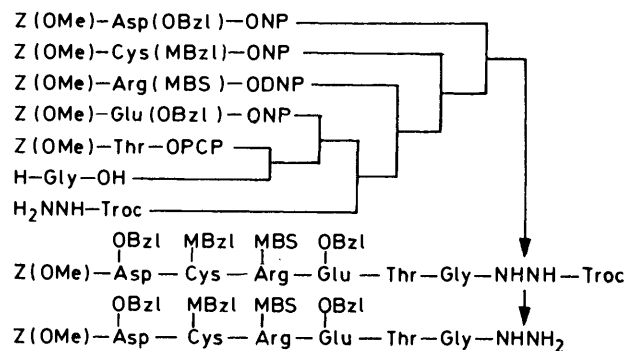 Z(OMe)—Asp(OBzl)—ONP
Z(OMe)—Cys(MBzl)—ONP
Z(OMe)—Arg(MBS)—ODNP
Z(OMe)—Glu(OBzl)—ONP
Z(OMe)—Thr—OPCP
H—Gly—OH
H₂NNH—Troc
OBzl MBzl MBS OBzl
Z(OMe)—Asp—Cys—Arg—Glu—Thr—Gly—NHNH—Troc
OBzl MBzl MBS OBzl
Z(OMe)—Asp—Cys—Arg—Glu—Thr—Gly—NHNH₂